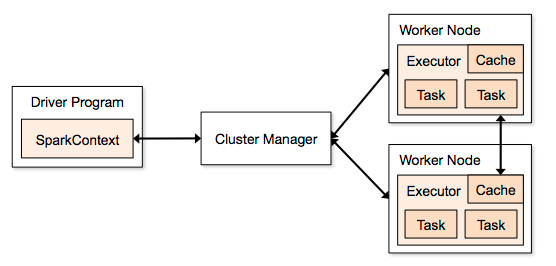 Driver Program
SparkContext
Cluster Manager
Worker Node
Executor
Cache
Task
Task
Worker Node
Executor
Cache
Task
Task